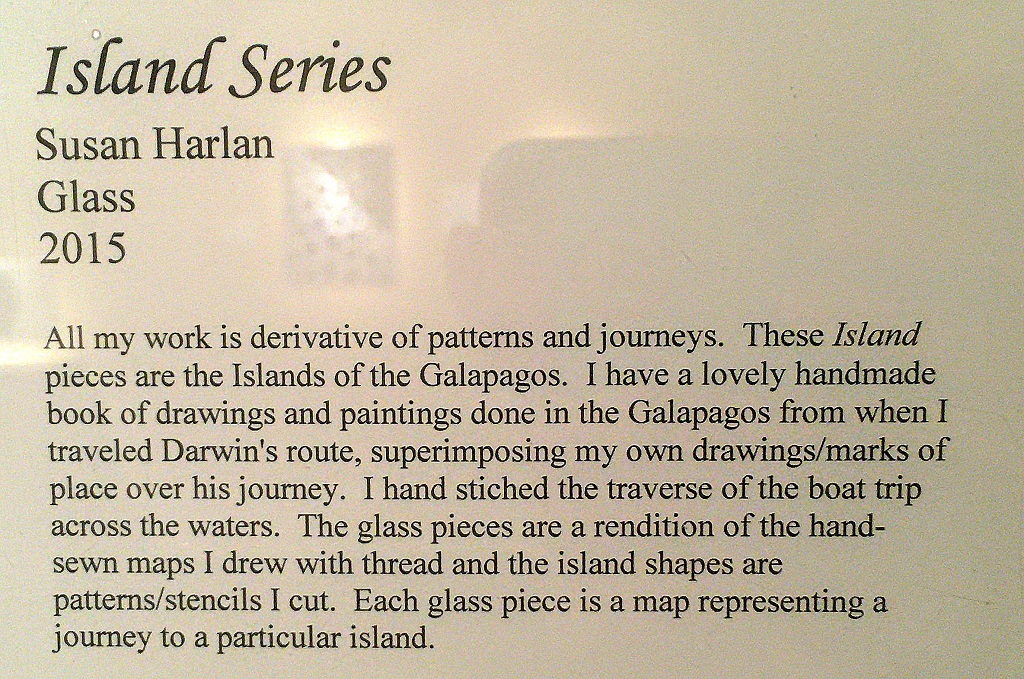 Island Series
Susan Harlan
Glass
2015
All my work is derivative of patterns and journeys.  These Island
pieces are the Islands of the Galapagos.  I have a lovely handmade
book of drawings and paintings done in the Galapagos from when I
traveled Darwin's route, superimposing my own drawings/marks of
place over his journey.  I hand stiched the traverse of the boat trip
across the waters.  The glass pieces are a rendition of the hand-
sewn maps I drew with thread and the island shapes are
patterns/stencils I cut.  Each glass piece is a map representing a
journey to a particular island.